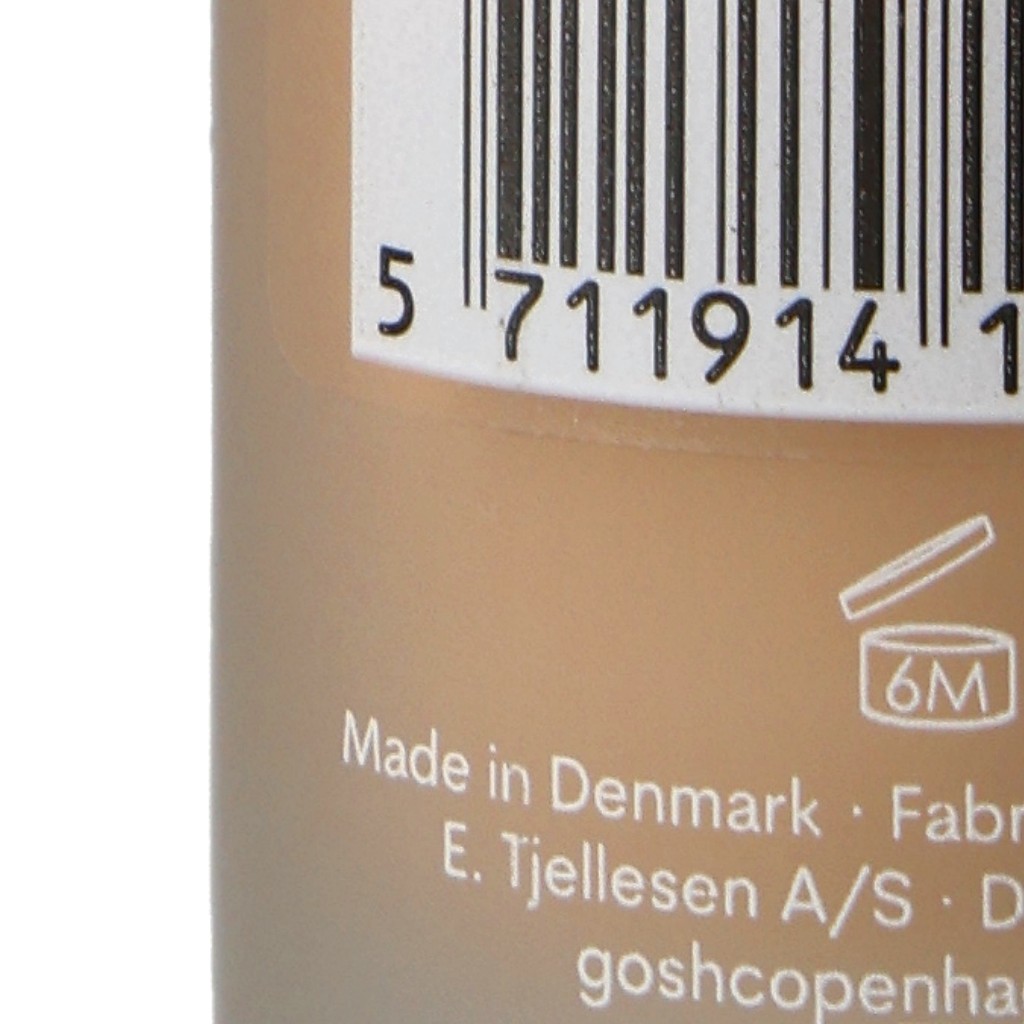 5 711914 1
6M
Made in Denmark · Fabr
E. Tjellesen A/S · D
goshcopenha